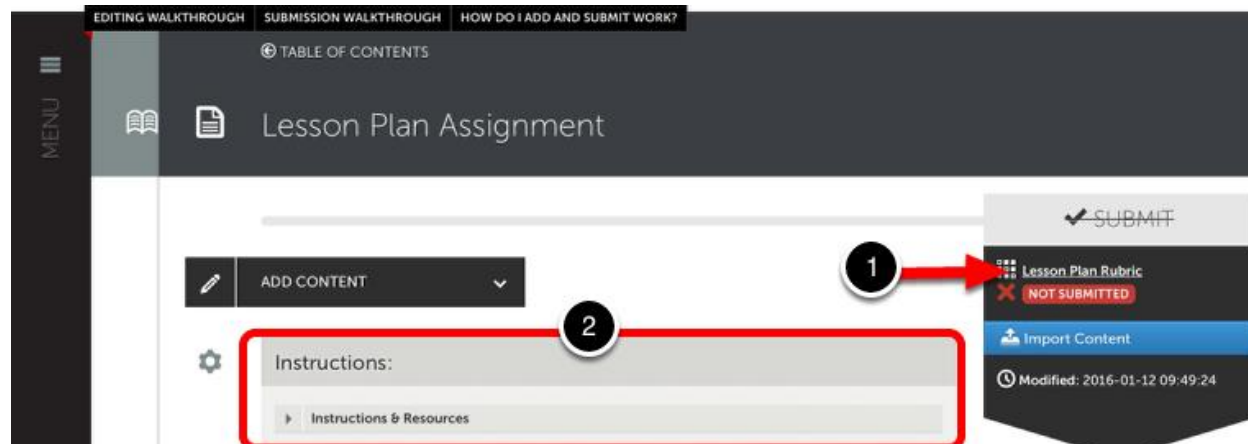 EDITING WALKTHROUGH SUBMISSION WALKTHROUGH HOW DO I ADD AND SUBMIT WORK?
TABLE OF CONTENTS
MENU
Lesson Plan Assignment
SUBMIT
1
Lesson Plan Rubric
NOT SUBMITTED
ADD CONTENT
2
Import Content
Instructions:
Modified: 2016-01-12 09:49:24
Instructions & Resources